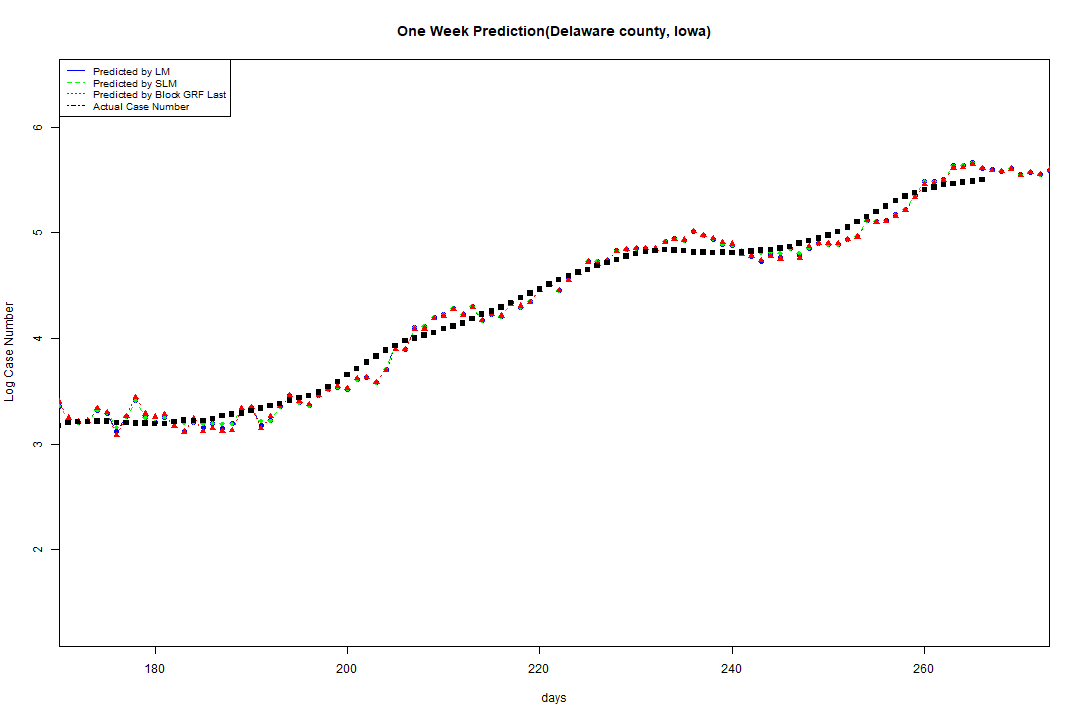 One Week Prediction(Delaware county, Iowa)
Predicted by LM
Predicted by SLM
Predicted by Block GRF Last
Actual Case Number
6
5
4
3
2
Log Case Number
180 200 220 240 260
days